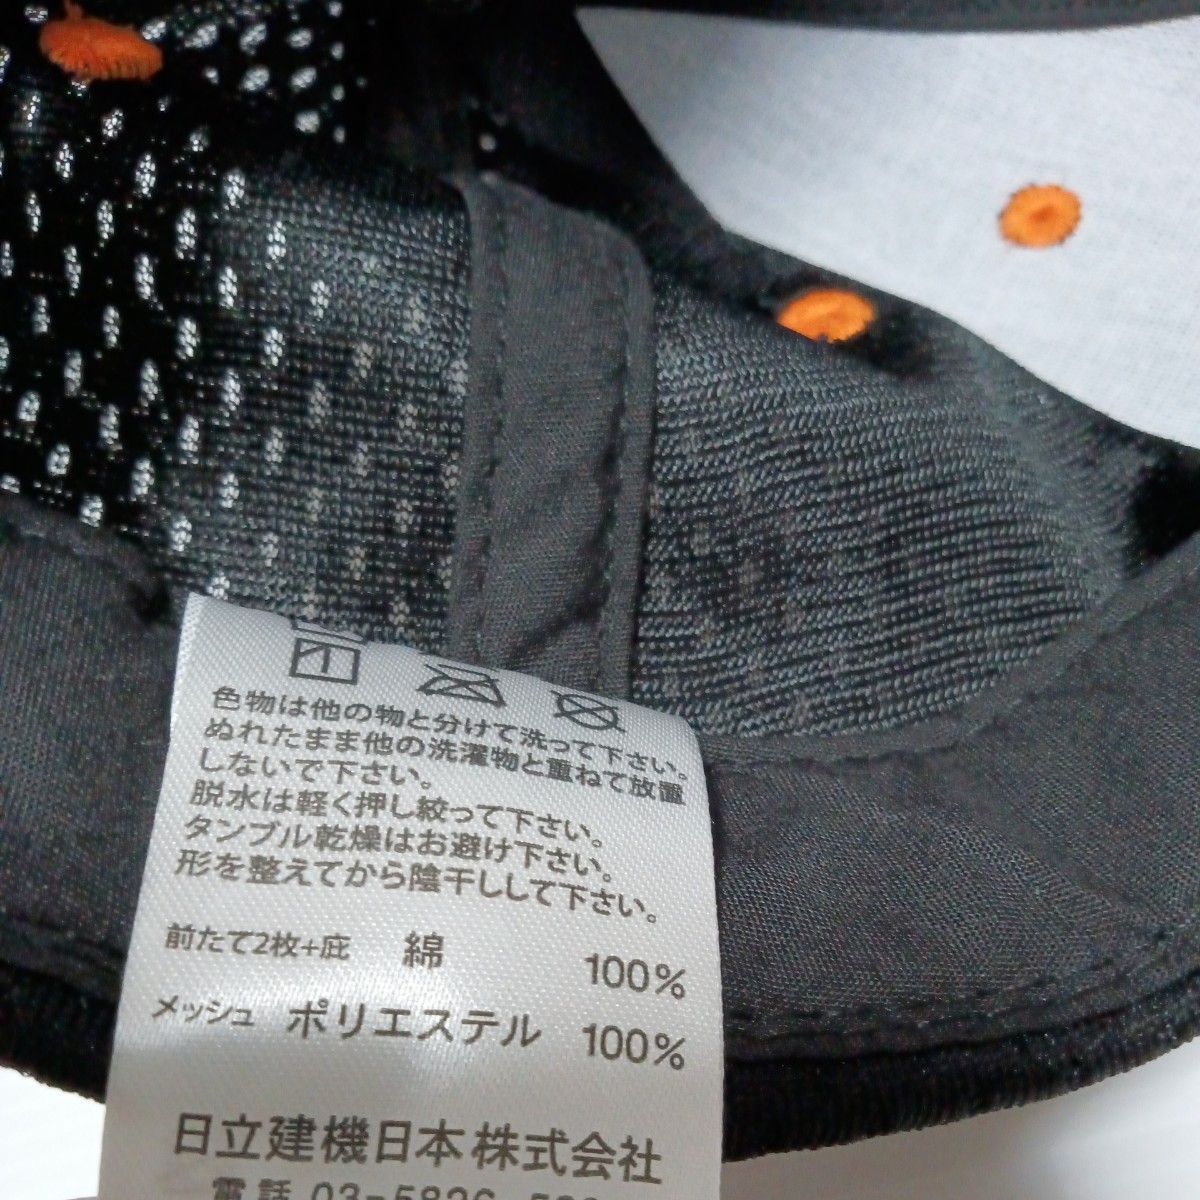 色物は他の物と分けて洗って下さい。
ぬれたまま他の洗濯物と重ねて放置
しないで下さい。
脱水は軽く押し絞って下さい。
タンブル乾燥はお避け下さい。
形を整えてから陰干しして下さい。
前たて2枚+庇 綿 100%
メッシュ ポリエステル 100%
日立建機日本株式会社
電話 03-5826-